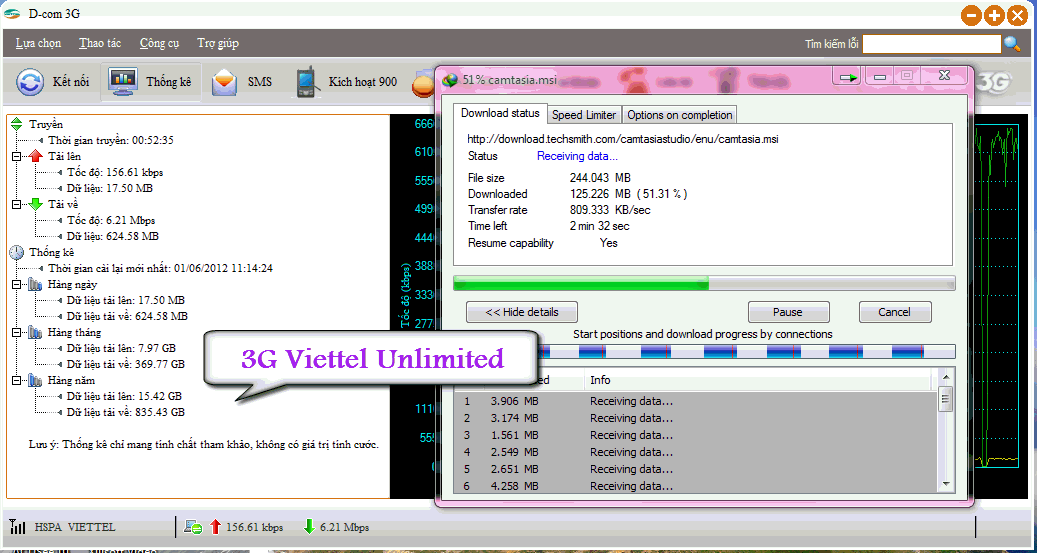 D-com 3G
Lựa chọn Thao tác Công cụ Trợ giúp
Tìm kiếm lỗi
Kết nối Thống kê SMS Kích hoạt 900
3G
Truyền
Thời gian truyền: 00:52:35
Tải lên
Tốc độ: 156.61 kbps
Dữ liệu: 17.50 MB
Tải về
Tốc độ: 6.21 Mbps
Dữ liệu: 624.58 MB
Thống kê
Thời gian cài lại mới nhất: 01/06/2012 11:14:24
Hàng ngày
Dữ liệu tải lên: 17.50 MB
Dữ liệu tải về: 624.58 MB
Hàng tháng
Dữ liệu tải lên: 7.97 GB
Dữ liệu tải về: 369.77 GB
Hàng năm
Dữ liệu tải lên: 15.42 GB
Dữ liệu tải về: 835.43 GB
Lưu ý: Thống kê chỉ mang tính chất tham khảo, không có giá trị tính cước.
Tốc độ (kbps)
3G Viettel Unlimited
51% camtasia.msi
Download status Speed Limiter Options on completion
http://download.techsmith.com/camtasiastudio/enu/camtasia.msi
Status Receiving data...
File size 244.043 MB
Downloaded 125.226 MB ( 51.31 % )
Transfer rate 809.333 KB/sec
Time left 2 min 32 sec
Resume capability Yes
<< Hide details Pause Cancel
Start positions and download progress by connections
Info
1 3.906 MB Receiving data...
2 3.174 MB Receiving data...
3 1.561 MB Receiving data...
4 2.549 MB Receiving data...
5 2.651 MB Receiving data...
6 4.258 MB Receiving data...
HSPA VIETTEL 156.61 kbps 6.21 Mbps